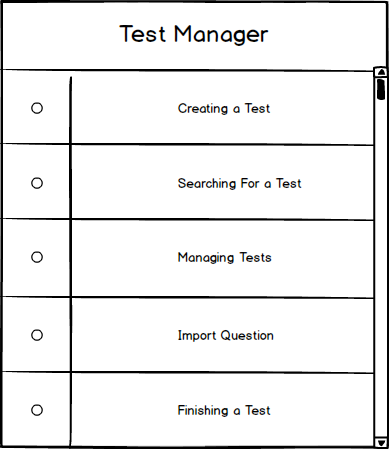 Test Manager
Creating a Test
Searching For a Test
Managing Tests
Import Question
Finishing a Test